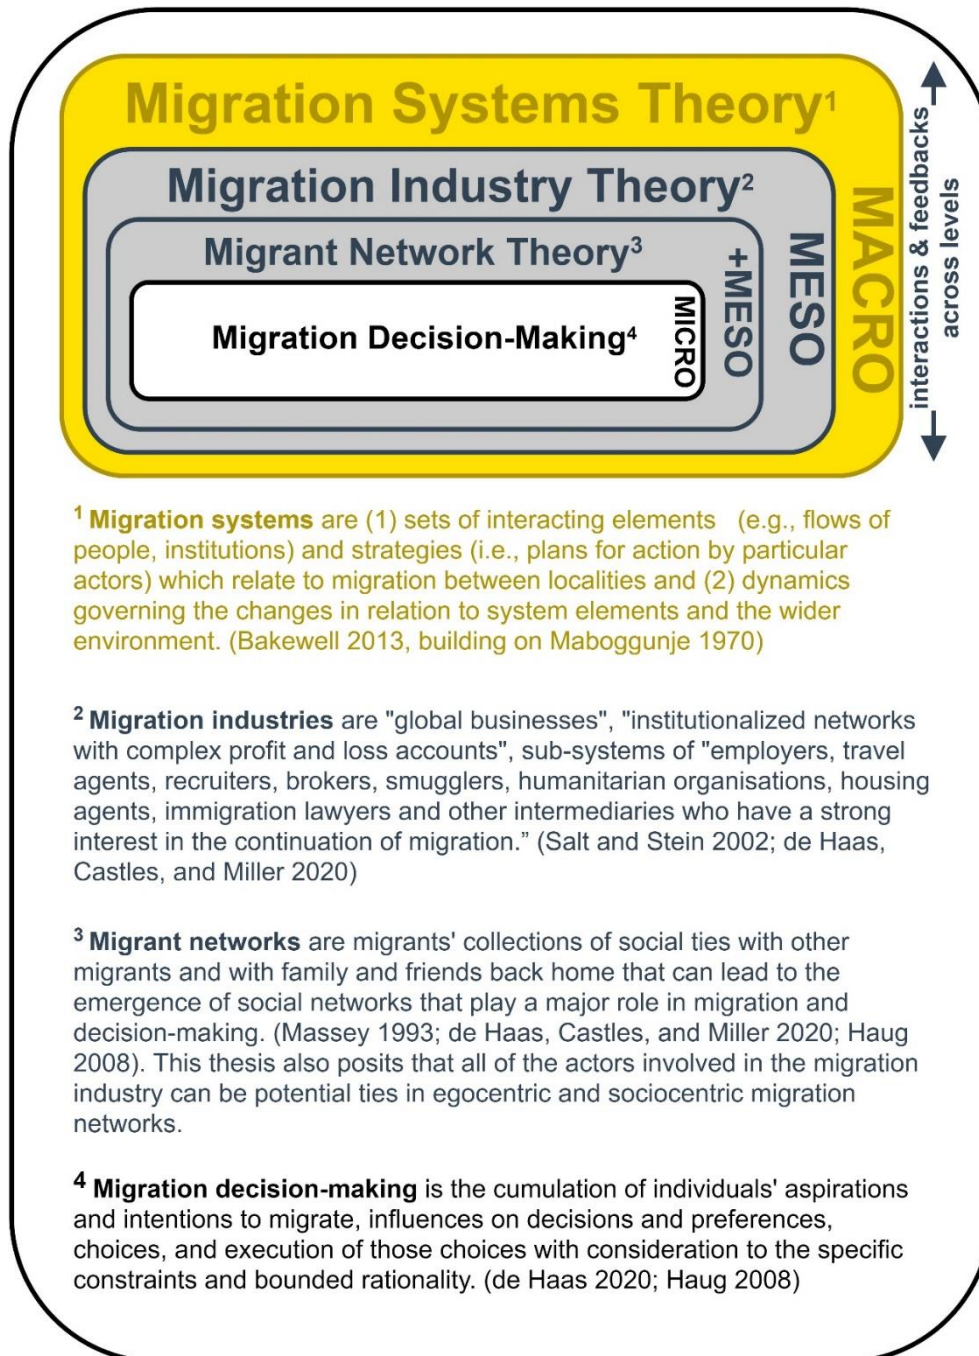 Migration Systems Theory¹
Migration Industry Theory²
Migrant Network Theory³
Migration Decision-Making⁴
MICRO
+MESO
MESO
MACRO
interactions & feedbacks
across levels
¹ Migration systems are (1) sets of interacting elements (e.g., flows of
people, institutions) and strategies (i.e., plans for action by particular
actors) which relate to migration between localities and (2) dynamics
governing the changes in relation to system elements and the wider
environment. (Bakewell 2013, building on Maboggunje 1970)
² Migration industries are "global businesses", "institutionalized networks
with complex profit and loss accounts", sub-systems of "employers, travel
agents, recruiters, brokers, smugglers, humanitarian organisations, housing
agents, immigration lawyers and other intermediaries who have a strong
interest in the continuation of migration.” (Salt and Stein 2002; de Haas,
Castles, and Miller 2020)
³ Migrant networks are migrants' collections of social ties with other
migrants and with family and friends back home that can lead to the
emergence of social networks that play a major role in migration and
decision-making. (Massey 1993; de Haas, Castles, and Miller 2020; Haug
2008). This thesis also posits that all of the actors involved in the migration
industry can be potential ties in egocentric and sociocentric migration
networks.
⁴ Migration decision-making is the cumulation of individuals' aspirations
and intentions to migrate, influences on decisions and preferences,
choices, and execution of those choices with consideration to the specific
constraints and bounded rationality. (de Haas 2020; Haug 2008)